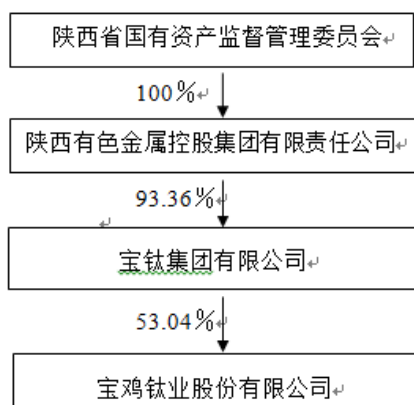 陕西省国有资产监督管理委员会
100％
陕西有色金属控股集团有限责任公司
93.36％
宝钛集团有限公司
53.04％
宝鸡钛业股份有限公司